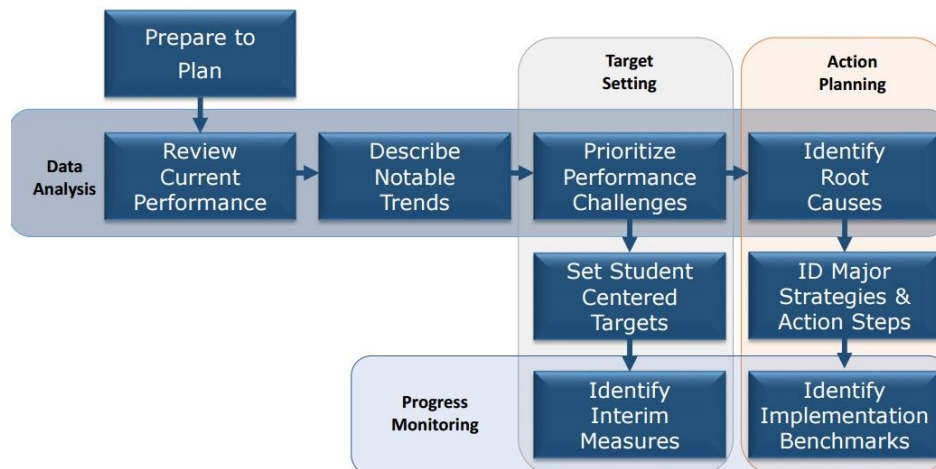 Prepare to
Plan
Target
Setting
Action
Planning
Data
Analysis
Review
Current
Performance
Describe
Notable
Trends
Prioritize
Performance
Challenges
Identify
Root
Causes
Set Student
Centered
Targets
ID Major
Strategies &
Action Steps
Progress
Monitoring
Identify
Interim
Measures
Identify
Implementation
Benchmarks